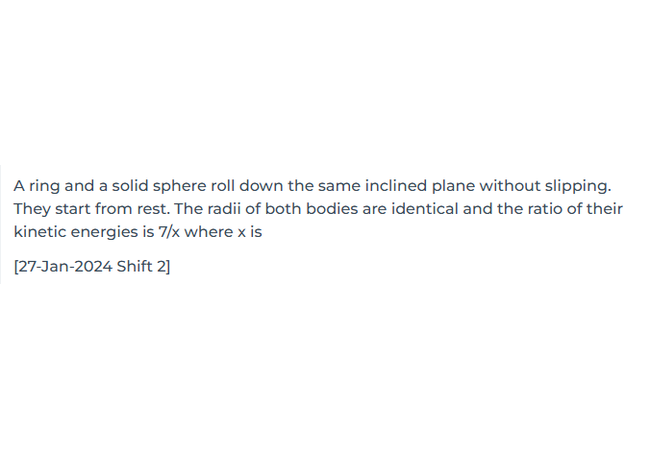 A ring and a solid sphere roll down the same inclined plane without slipping.
They start from rest. The radii of both bodies are identical and the ratio of their
kinetic energies is 7/x where x is
[27-Jan-2024 Shift 2]